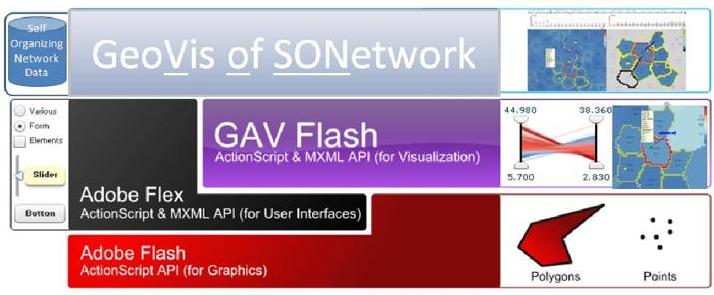 Self
Organizing
Network
Data
GeoVis of SONetwork
Various
Form
Elements
Slider
Button
GAV Flash
ActionScript & MXML API (for Visualization)
44.980
38.360
5.700
2.830
Adobe Flex
ActionScript & MXML API (for User Interfaces)
Adobe Flash
ActionScript API (for Graphics)
Polygons
Points